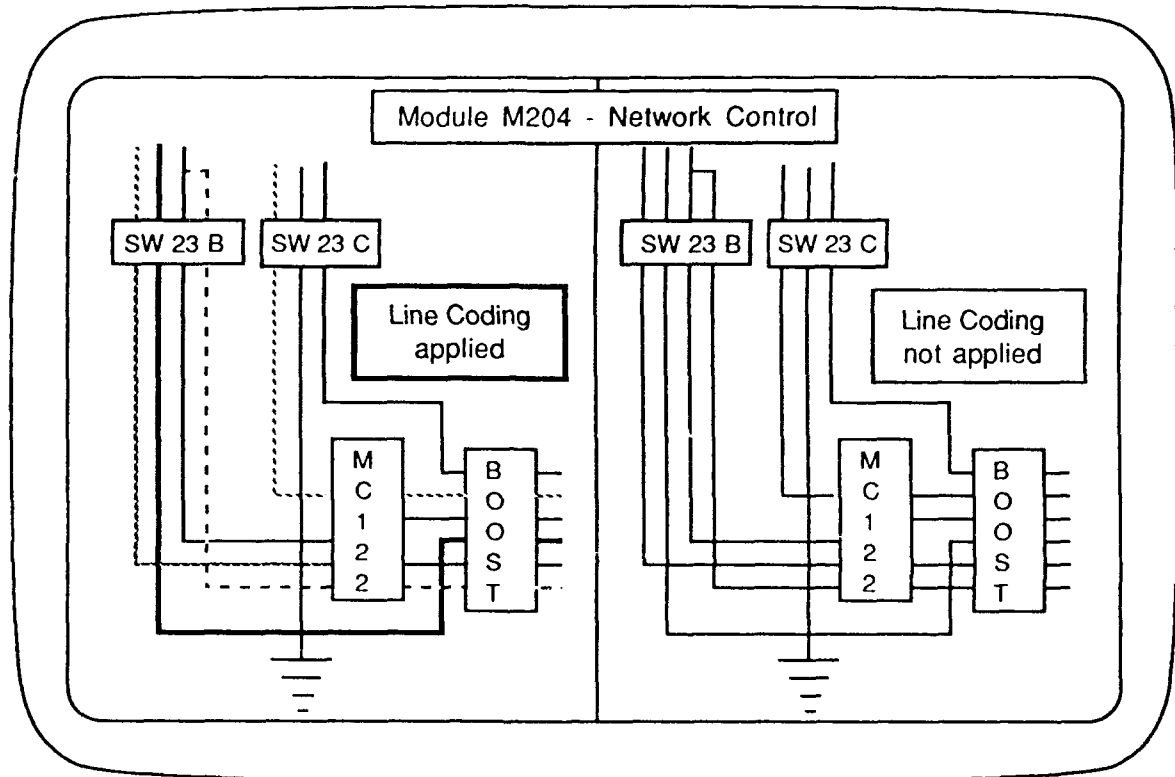 Module M204 - Network Control
SW 23 B
SW 23 C
Line Coding
applied
M
C
1
2
2
B
O
O
S
T
SW 23 B
SW 23 C
Line Coding
not applied
M
C
1
2
2
B
O
O
S
T